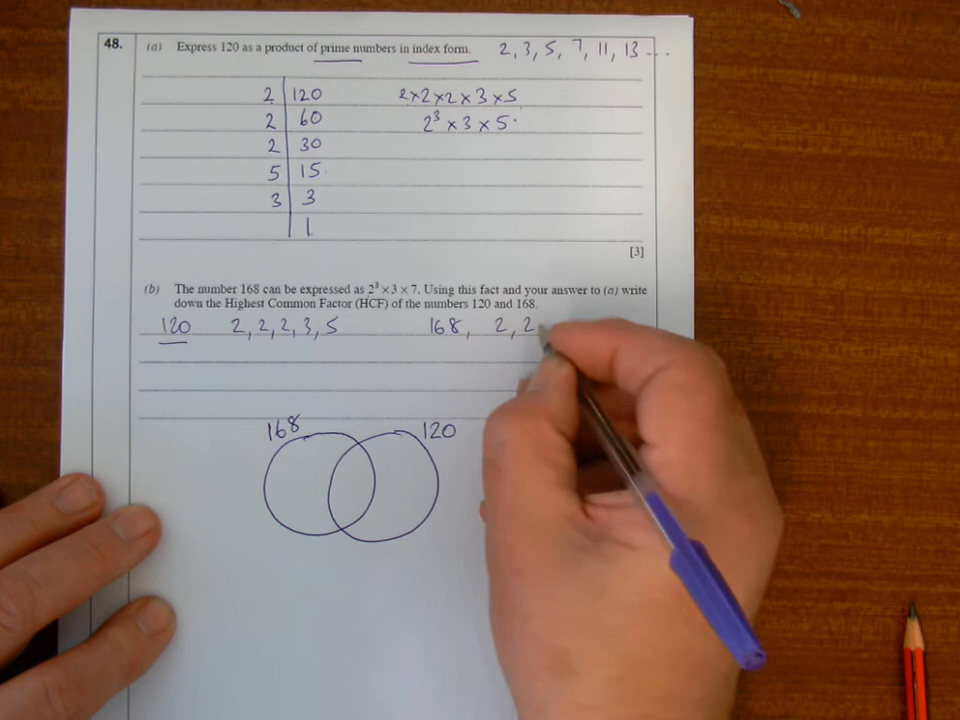 48. (a) Express 120 as a product of prime numbers in index form. 2, 3, 5, 7, 11, 13 ...
2 120 2×2×2×3×5
2 60 2³×3×5.
2 30
5 15.
3 3
1
[3]
(b) The number 168 can be expressed as 2³ × 3 × 7. Using this fact and your answer to (a) write
down the Highest Common Factor (HCF) of the numbers 120 and 168.
120 2, 2, 2, 3, 5 168, 2, 2
168 120